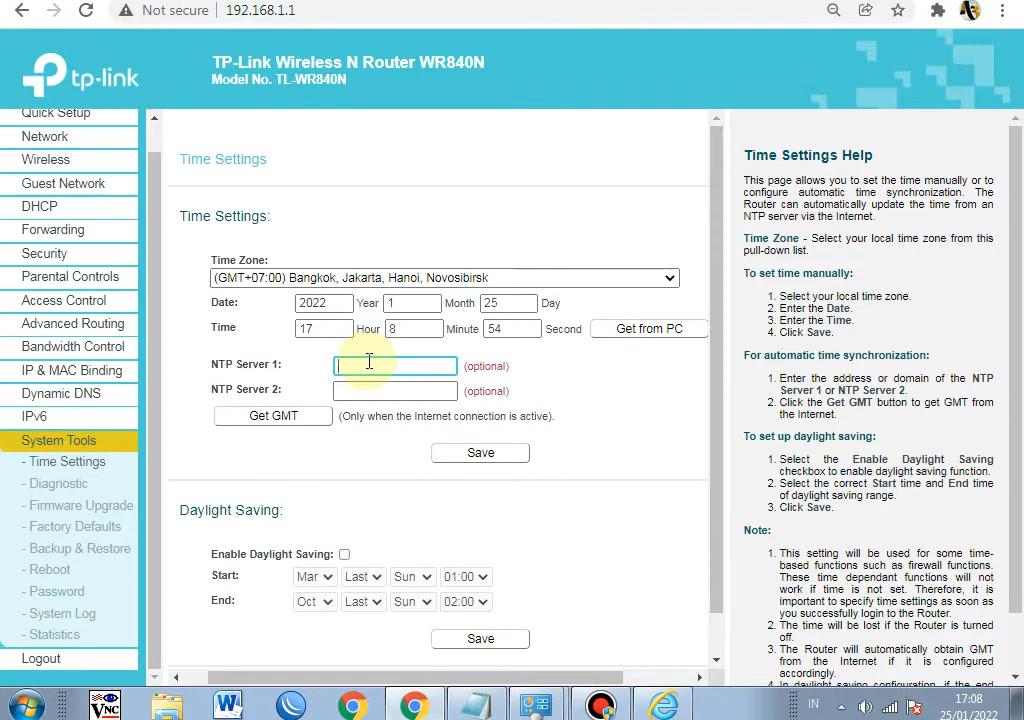 Not secure | 192.168.1.1
tp-link
TP-Link Wireless N Router WR840N
Model No. TL-WR840N
Quick Setup
Network
Wireless
Guest Network
DHCP
Forwarding
Security
Parental Controls
Access Control
Advanced Routing
Bandwidth Control
IP & MAC Binding
Dynamic DNS
IPv6
System Tools
- Time Settings
- Diagnostic
- Firmware Upgrade
- Factory Defaults
- Backup & Restore
- Reboot
- Password
- System Log
- Statistics
Logout
Time Settings
Time Settings:
Time Zone:
(GMT+07:00) Bangkok, Jakarta, Hanoi, Novosibirsk
Date: 2022 Year 1 Month 25 Day
Time 17 Hour 8 Minute 54 Second Get from PC
NTP Server 1: (optional)
NTP Server 2: (optional)
Get GMT (Only when the Internet connection is active).
Save
Daylight Saving:
Enable Daylight Saving:
Start: Mar Last Sun 01:00
End: Oct Last Sun 02:00
Save
Time Settings Help
This page allows you to set the time manually or to
configure automatic time synchronization. The
Router can automatically update the time from an
NTP server via the Internet.
Time Zone - Select your local time zone from this
pull-down list.
To set time manually:
1. Select your local time zone.
2. Enter the Date.
3. Enter the Time.
4. Click Save.
For automatic time synchronization:
1. Enter the address or domain of the NTP
Server 1 or NTP Server 2.
2. Click the Get GMT button to get GMT from
the Internet.
To set up daylight saving:
1. Select the Enable Daylight Saving
checkbox to enable daylight saving function.
2. Select the correct Start time and End time
of daylight saving range.
3. Click Save.
Note:
1. This setting will be used for some time-
based functions such as firewall functions.
These time dependant functions will not
work if time is not set. Therefore, it is
important to specify time settings as soon as
you successfully login to the Router.
2. The time will be lost if the Router is turned
off.
3. The Router will automatically obtain GMT
from the Internet if it is configured
accordingly.
4. In daylight saving configuration, if the end
VNC
IN
17:08
25/01/2022